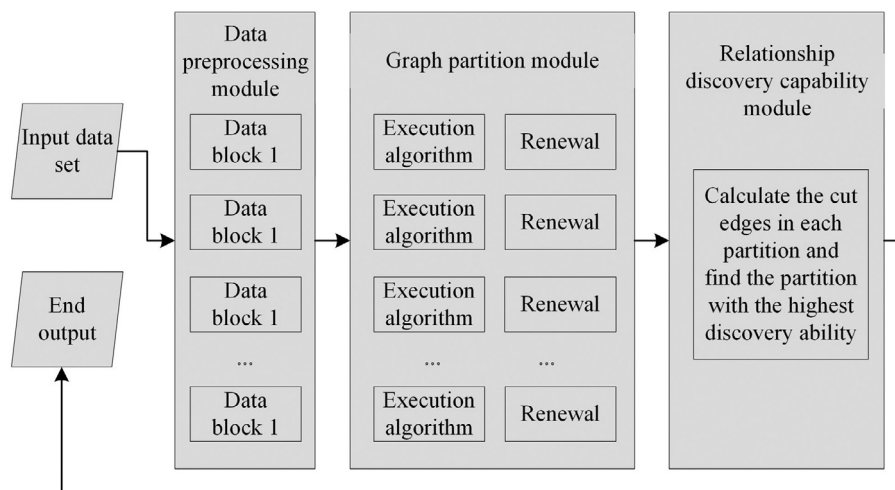 Input data
set
End
output
Data
preprocessing
module
Data
block 1
Data
block 1
Data
block 1
...
Data
block 1
Graph partition module
Execution
algorithm
Renewal
Execution
algorithm
Renewal
Execution
algorithm
Renewal
...
...
Execution
algorithm
Renewal
Relationship
discovery capability
module
Calculate the cut
edges in each
partition and
find the partition
with the highest
discovery ability